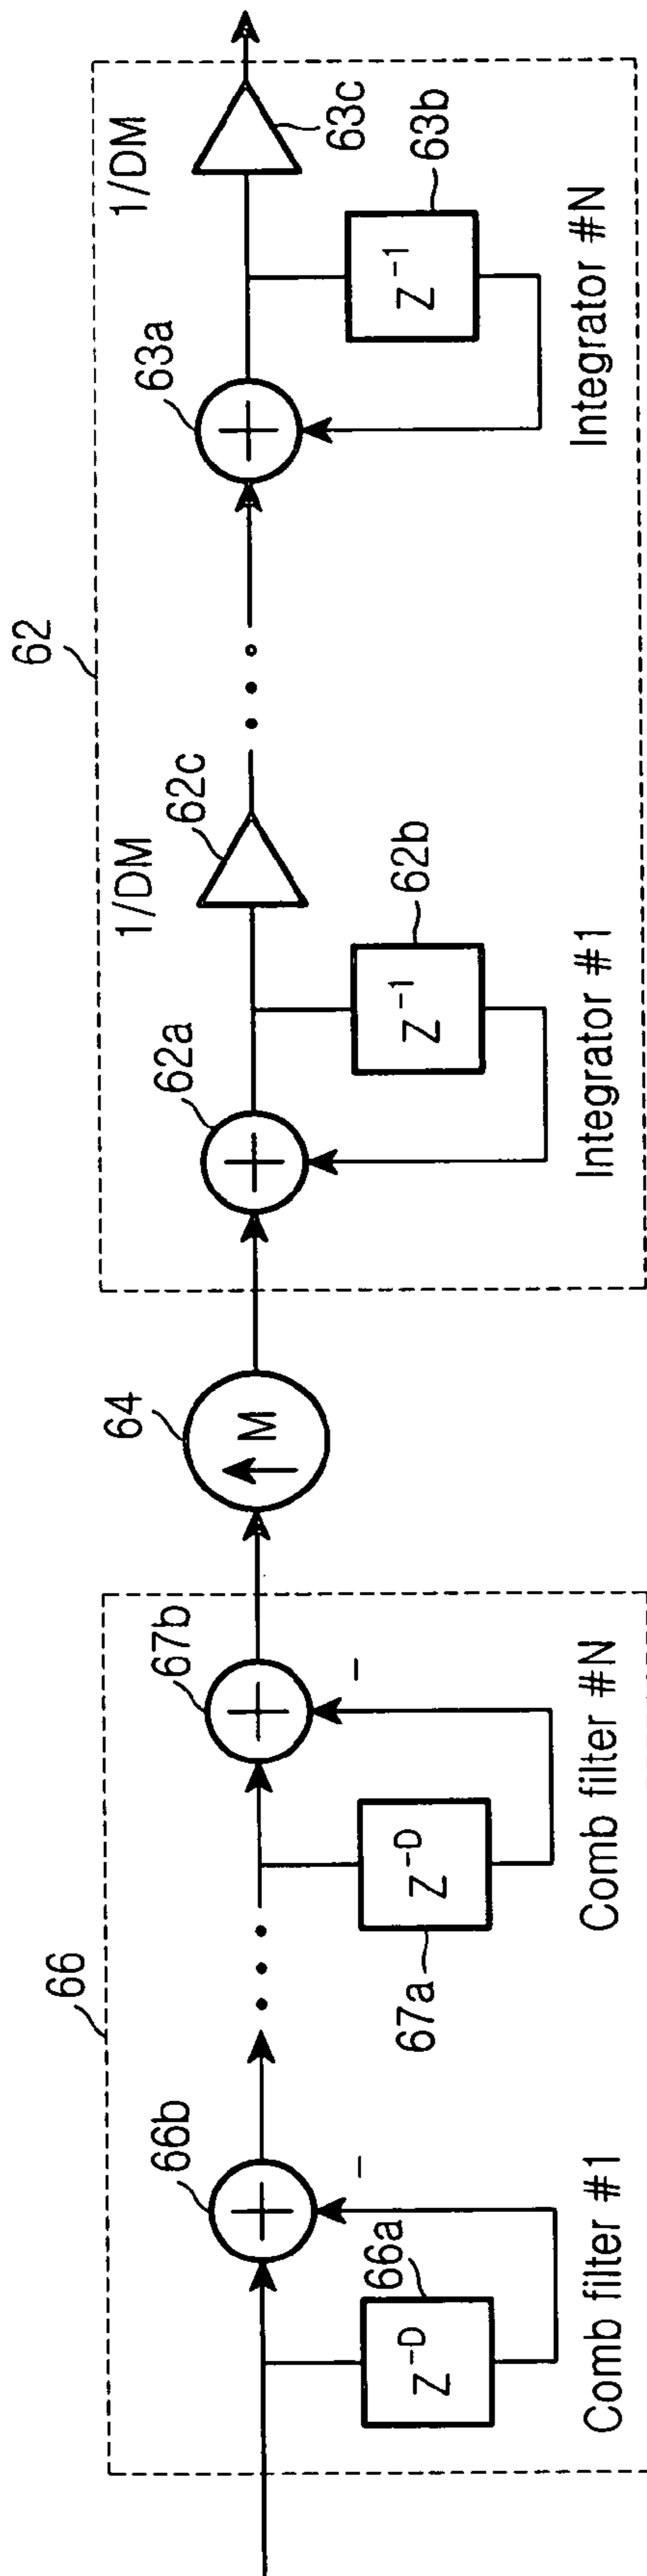 66
66b
66a
Z^-D
Comb filter #1
67b
67a
Z^-D
Comb filter #N
–
–
64
M
62
62a
62b
Z^-1
62c
1/DM
Integrator #1
63a
63b
Z^-1
63c
1/DM
Integrator #N